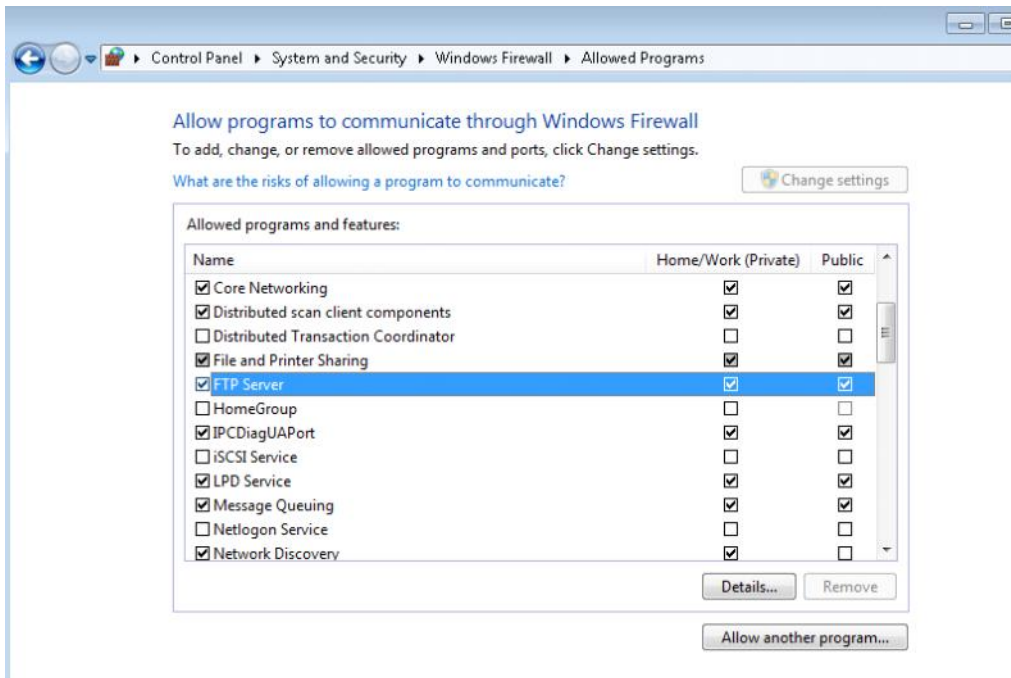 Control Panel ▸ System and Security ▸ Windows Firewall ▸ Allowed Programs
Allow programs to communicate through Windows Firewall
To add, change, or remove allowed programs and ports, click Change settings.
What are the risks of allowing a program to communicate?
Change settings
Allowed programs and features:
Name Home/Work (Private) Public
Core Networking
Distributed scan client components
Distributed Transaction Coordinator
File and Printer Sharing
FTP Server
HomeGroup
IPCDiagUAPort
iSCSI Service
LPD Service
Message Queuing
Netlogon Service
Network Discovery
Details... Remove
Allow another program...